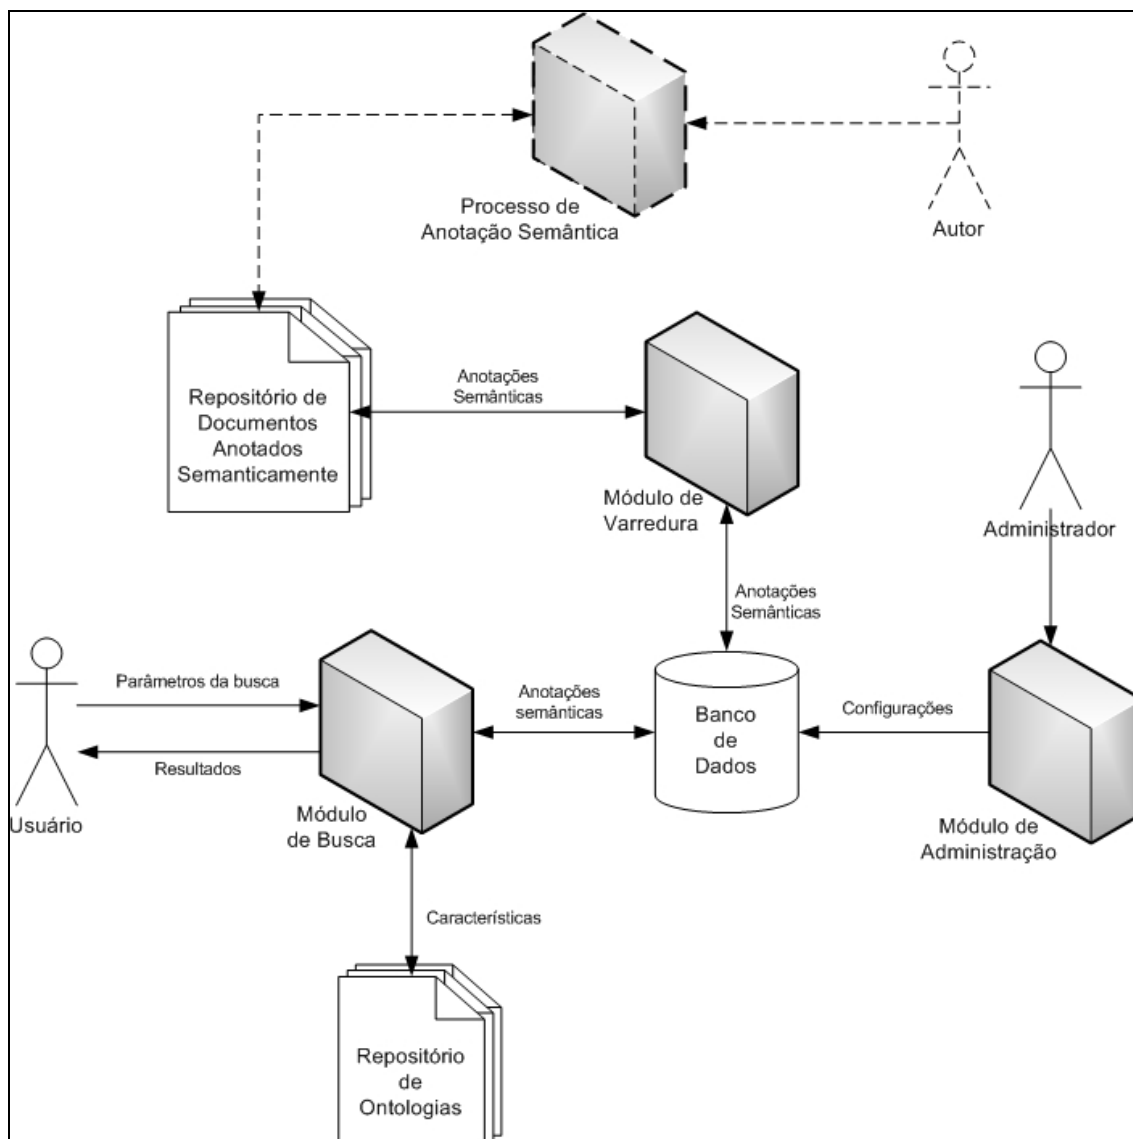 Processo de
Anotação Semântica
Autor
Repositório de
Documentos
Anotados
Semanticamente
Anotações
Semânticas
Módulo de
Varredura
Administrador
Anotações
Semânticas
Usuário
Parâmetros da busca
Resultados
Módulo
de Busca
Anotações
semânticas
Banco
de
Dados
Configurações
Módulo de
Administração
Características
Repositório
de
Ontologias